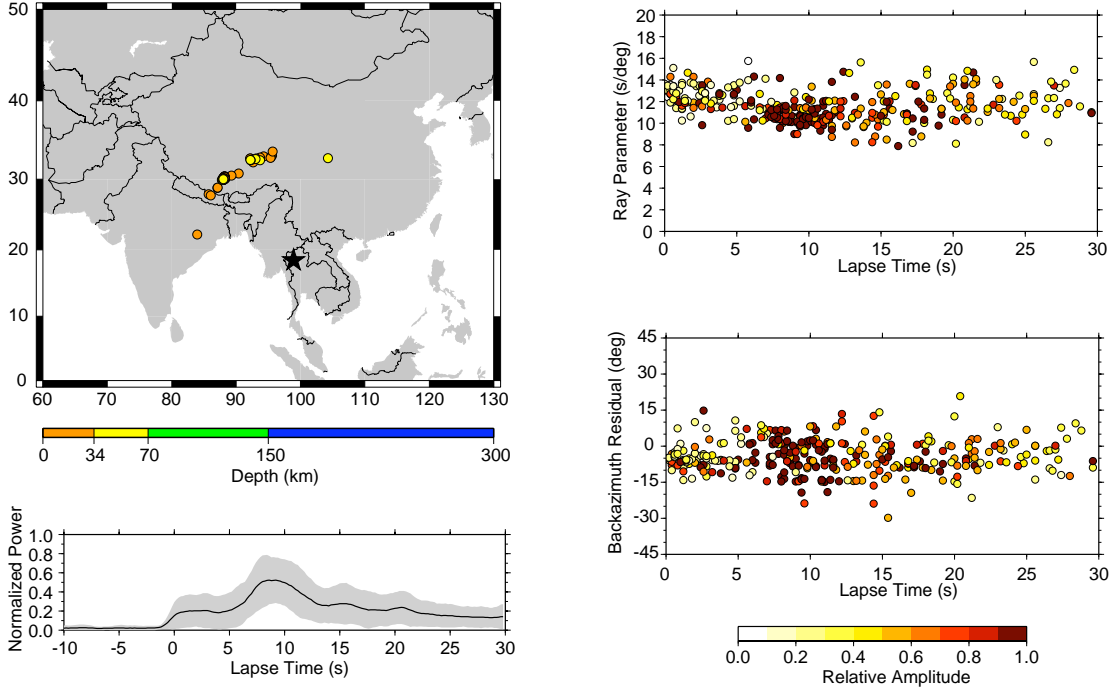 50
40
30
20
10
0
60 70 80 90 100 110 120 130
0 34 70 150 300
Depth (km)
Normalized Power
1.0
0.8
0.6
0.4
0.2
0.0
-10 -5 0 5 10 15 20 25 30
Lapse Time (s)
Ray Parameter (s/deg)
20
18
16
14
12
10
8
6
4
2
0
0 5 10 15 20 25 30
Lapse Time (s)
Backazimuth Residual (deg)
45
30
15
0
-15
-30
-45
0 5 10 15 20 25 30
Lapse Time (s)
0.0 0.2 0.4 0.6 0.8 1.0
Relative Amplitude